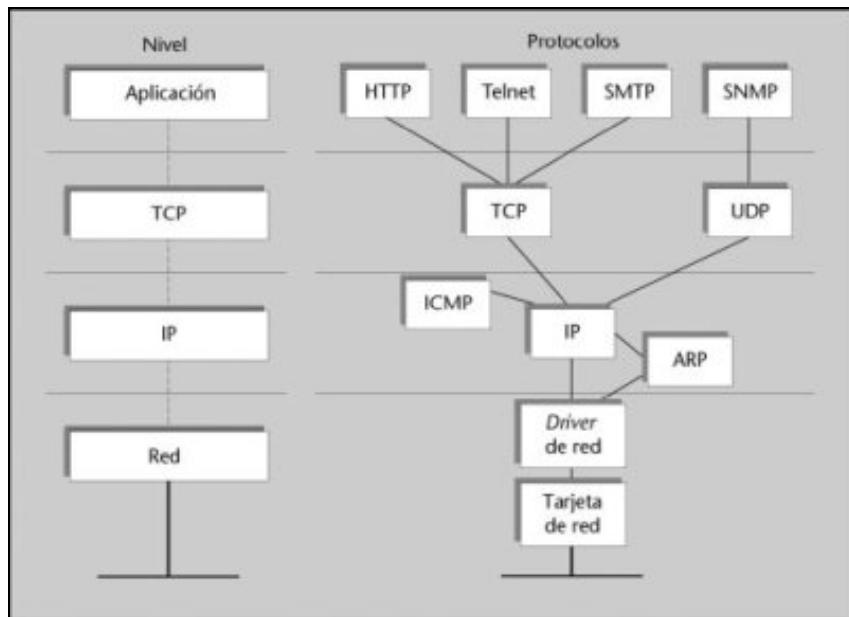 Nivel
Protocolos
Aplicación
HTTP
Telnet
SMTP
SNMP
TCP
TCP
UDP
ICMP
IP
IP
ARP
Red
Driver
de red
Tarjeta
de red